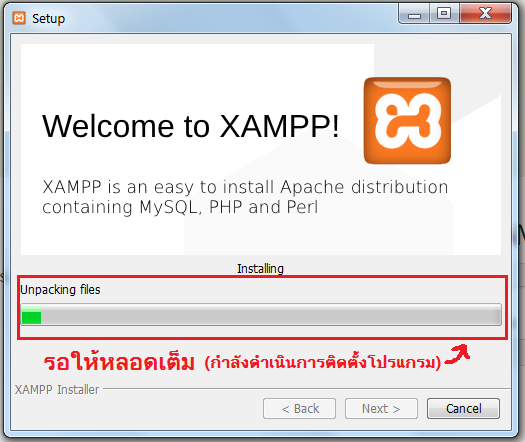 Setup
Welcome to XAMPP!
XAMPP is an easy to install Apache distribution
containing MySQL, PHP and Perl
Installing
Unpacking files
รอให้หลอดเต็ม (กำลังดำเนินการติดตั้งโปรแกรม)
XAMPP Installer
< Back
Next >
Cancel